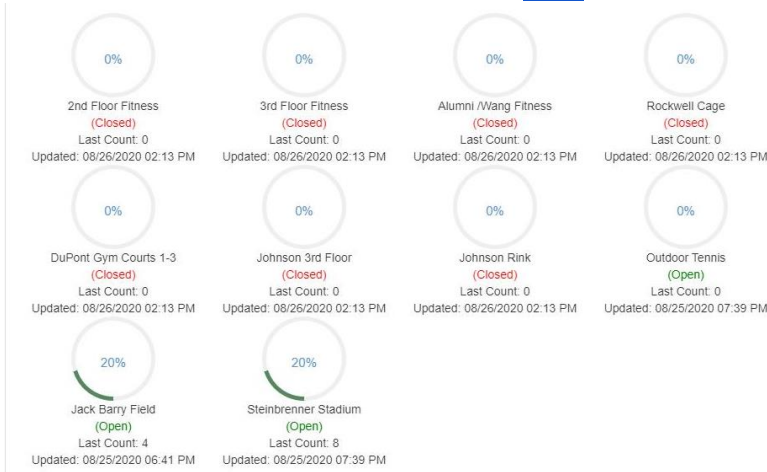 0%
0%
0%
0%
2nd Floor Fitness
3rd Floor Fitness
Alumni /Wang Fitness
Rockwell Cage
(Closed)
(Closed)
(Closed)
(Closed)
Last Count: 0
Last Count: 0
Last Count: 0
Last Count: 0
Updated: 08/26/2020 02:13 PM
Updated: 08/26/2020 02:13 PM
Updated: 08/26/2020 02:13 PM
Updated: 08/26/2020 02:13 PM
0%
0%
0%
0%
DuPont Gym Courts 1-3
Johnson 3rd Floor
Johnson Rink
Outdoor Tennis
(Closed)
(Closed)
(Closed)
(Open)
Last Count: 0
Last Count: 0
Last Count: 0
Last Count: 0
Updated: 08/26/2020 02:13 PM
Updated: 08/26/2020 02:13 PM
Updated: 08/26/2020 02:13 PM
Updated: 08/25/2020 07:39 PM
20%
20%
Jack Barry Field
Steinbrenner Stadium
(Open)
(Open)
Last Count: 4
Last Count: 8
Updated: 08/25/2020 06:41 PM
Updated: 08/25/2020 07:39 PM